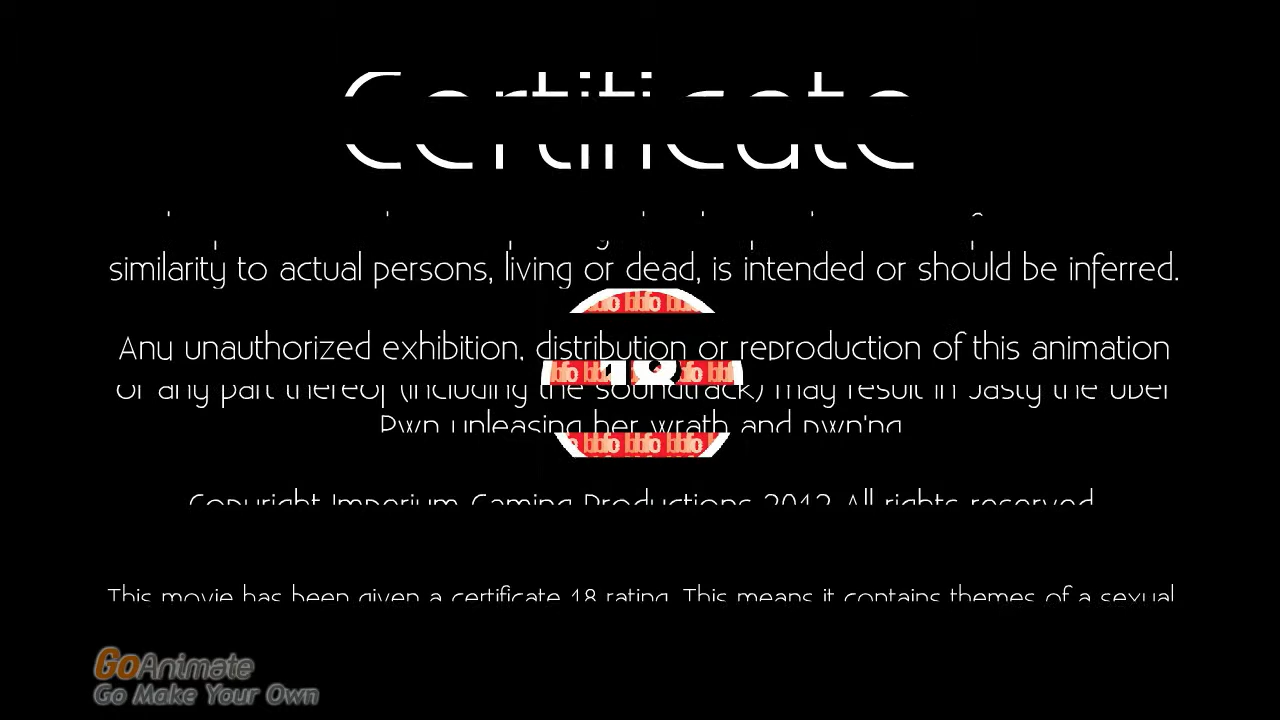 Certificate
similarity to actual persons, living or dead, is intended or should be inferred.
Any unauthorized exhibition, distribution or reproduction of this animation
or any part thereof (including the soundtrack) may result in Jasty the Uber
Pwn unleasing her wrath and pwn'ng
18
Copyright Imperium Gaming Productions 2012 All rights reserved
This movie has been given a certificate 18 rating. This means it contains themes of a sexual
GoAnimate
Go Make Your Own